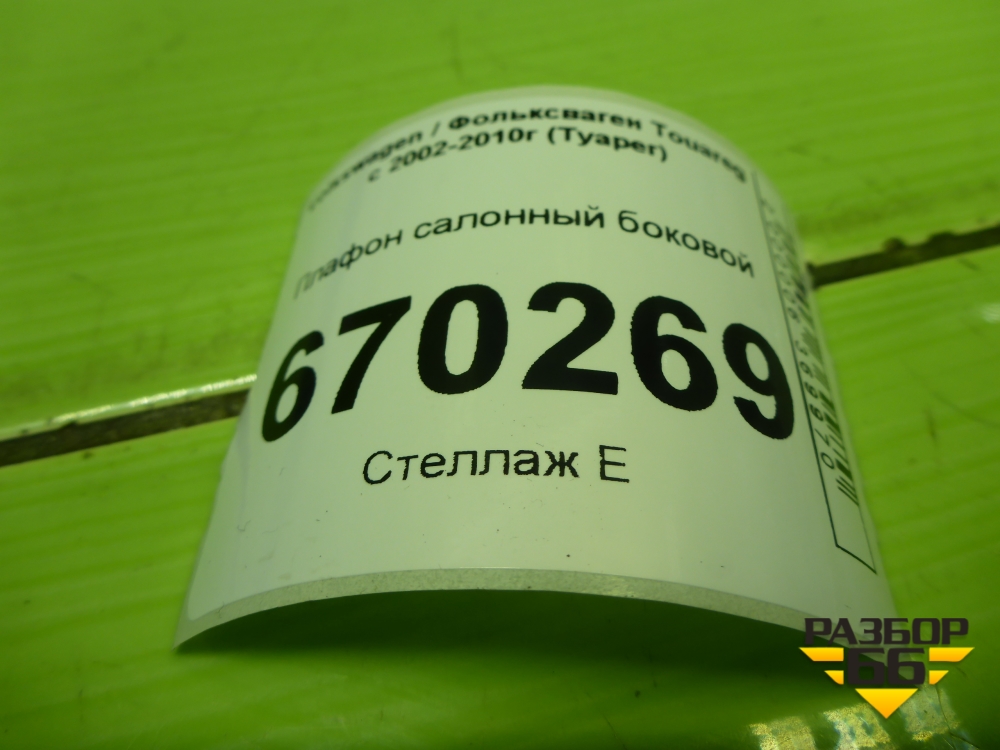 Volkswagen / Фольксваген Touareg
с 2002-2010г (Туарег)
Плафон салонный боковой
670269
Стеллаж Е
РАЗБОР
66